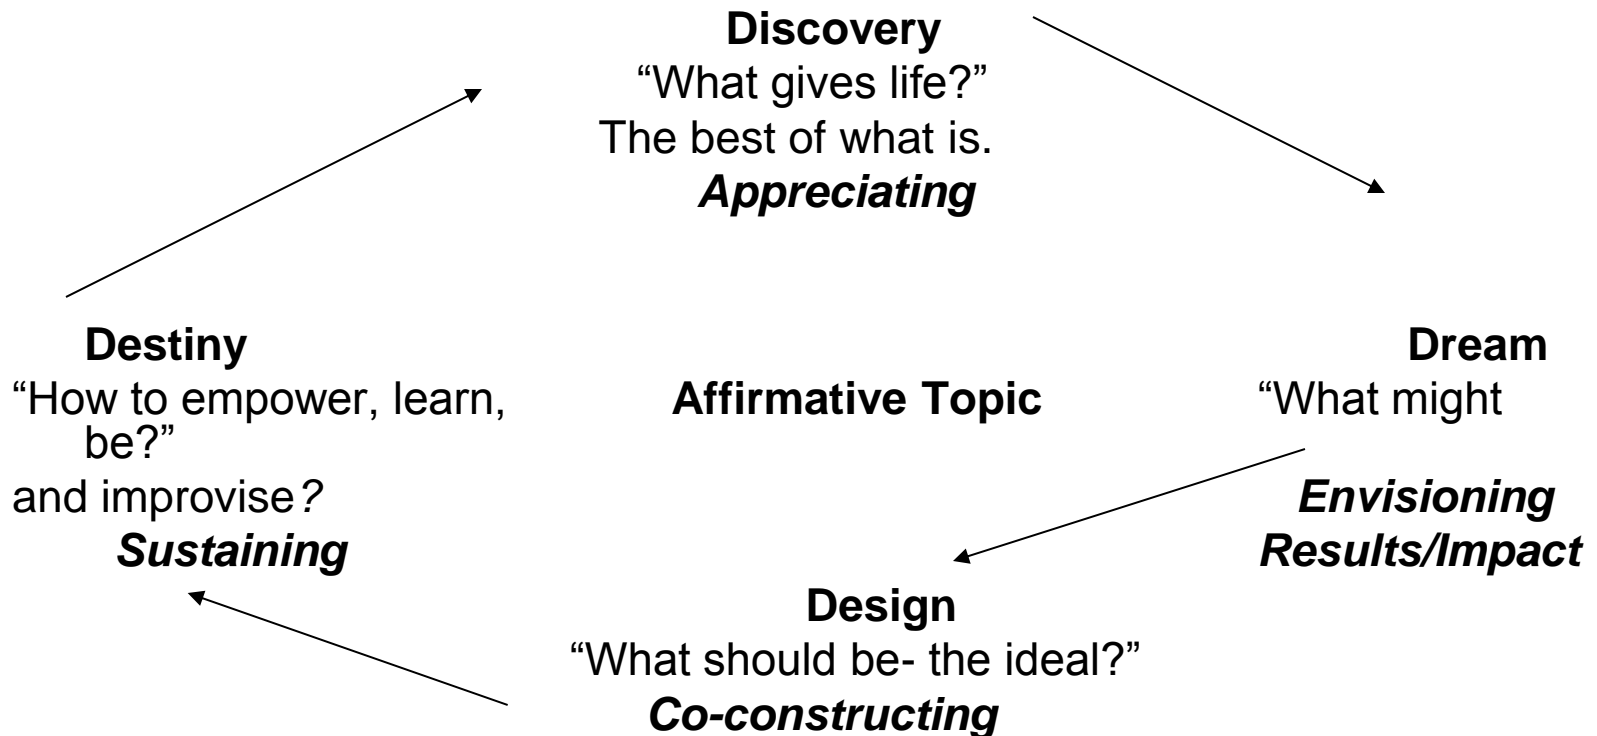 Discovery
“What gives life?”
The best of what is.
Appreciating
Destiny
“How to empower, learn,
be?”
and improvise?
Sustaining
Affirmative Topic
Dream
“What might
Envisioning
Results/Impact
Design
“What should be- the ideal?”
Co-constructing